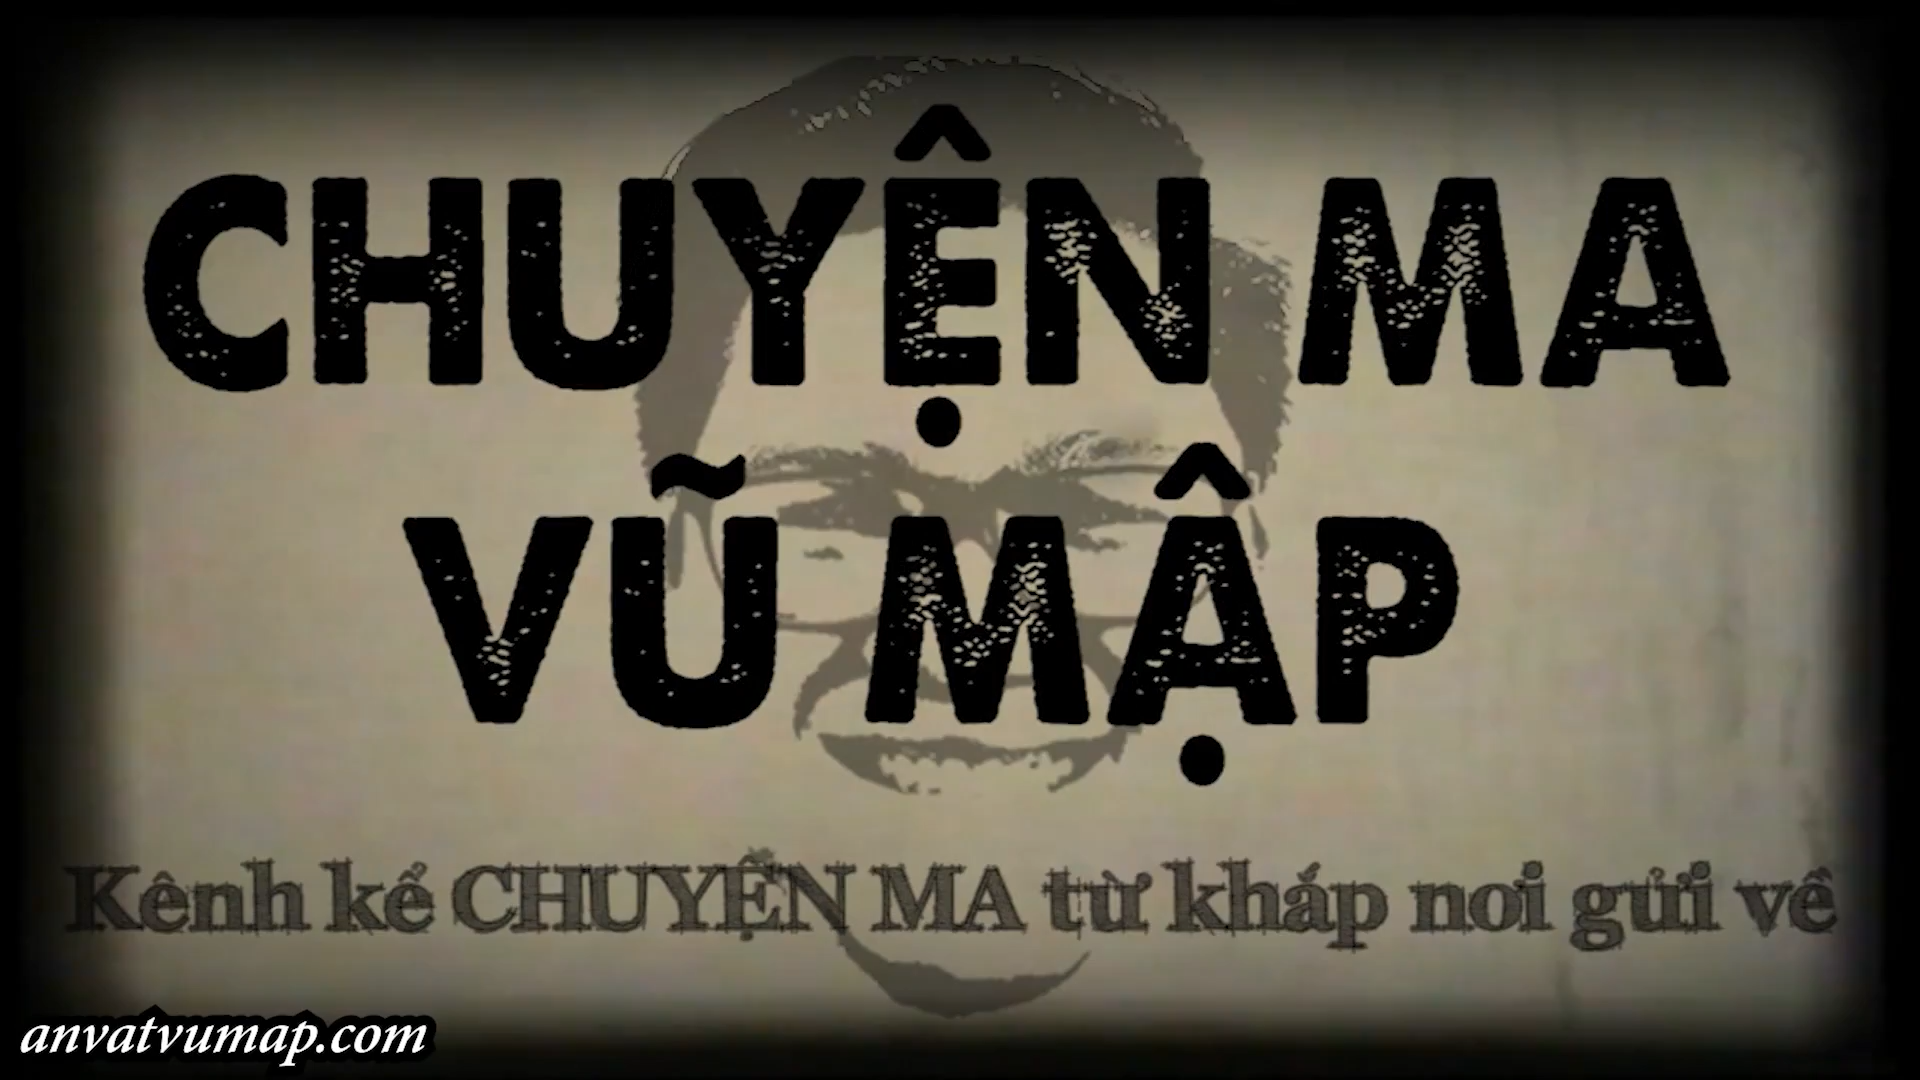 CHUYỆN MA
VŨ MẬP
Kênh kể CHUYỆN MA từ khắp nơi gửi về
anvatvumap.com